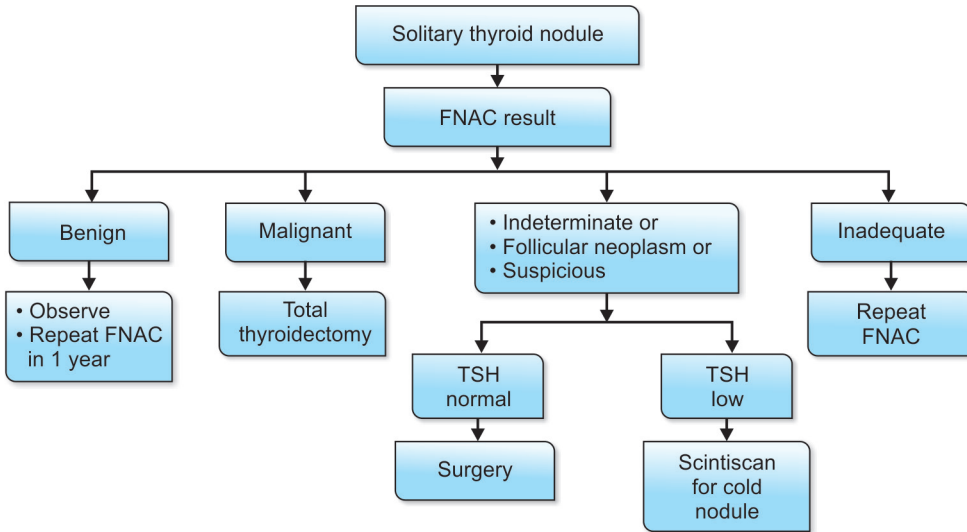 Solitary thyroid nodule
FNAC result
Benign
Malignant
• Indeterminate or
• Follicular neoplasm or
• Suspicious
Inadequate
• Observe
• Repeat FNAC
in 1 year
Total
thyroidectomy
Repeat
FNAC
TSH
normal
TSH
low
Surgery
Scintiscan
for cold
nodule